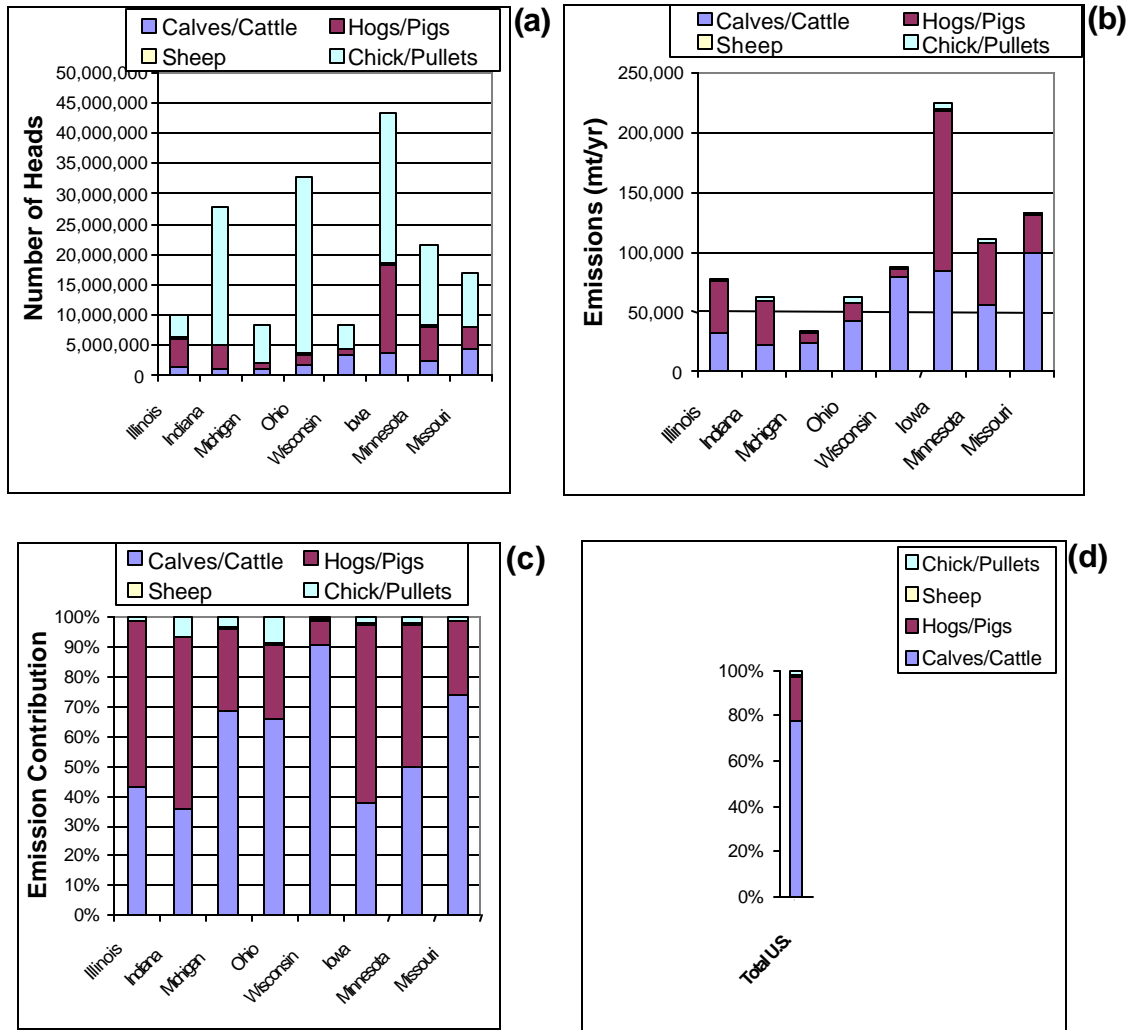 (a)
Calves/Cattle Hogs/Pigs
Sheep Chick/Pullets
Number of Heads
50,000,000
45,000,000
40,000,000
35,000,000
30,000,000
25,000,000
20,000,000
15,000,000
10,000,000
5,000,000
0
Illinois
Indiana
Michigan
Ohio
Wisconsin
Iowa
Minnesota
Missouri
(b)
Calves/Cattle Hogs/Pigs
Sheep Chick/Pullets
Emissions (mt/yr)
250,000
200,000
150,000
100,000
50,000
0
Illinois
Indiana
Michigan
Ohio
Wisconsin
Iowa
Minnesota
Missouri
(c)
Calves/Cattle Hogs/Pigs
Sheep Chick/Pullets
Emission Contribution
100%
90%
80%
70%
60%
50%
40%
30%
20%
10%
0%
Illinois
Indiana
Michigan
Ohio
Wisconsin
Iowa
Minnesota
Missouri
(d)
Chick/Pullets
Sheep
Hogs/Pigs
Calves/Cattle
100%
80%
60%
40%
20%
0%
Total U.S.